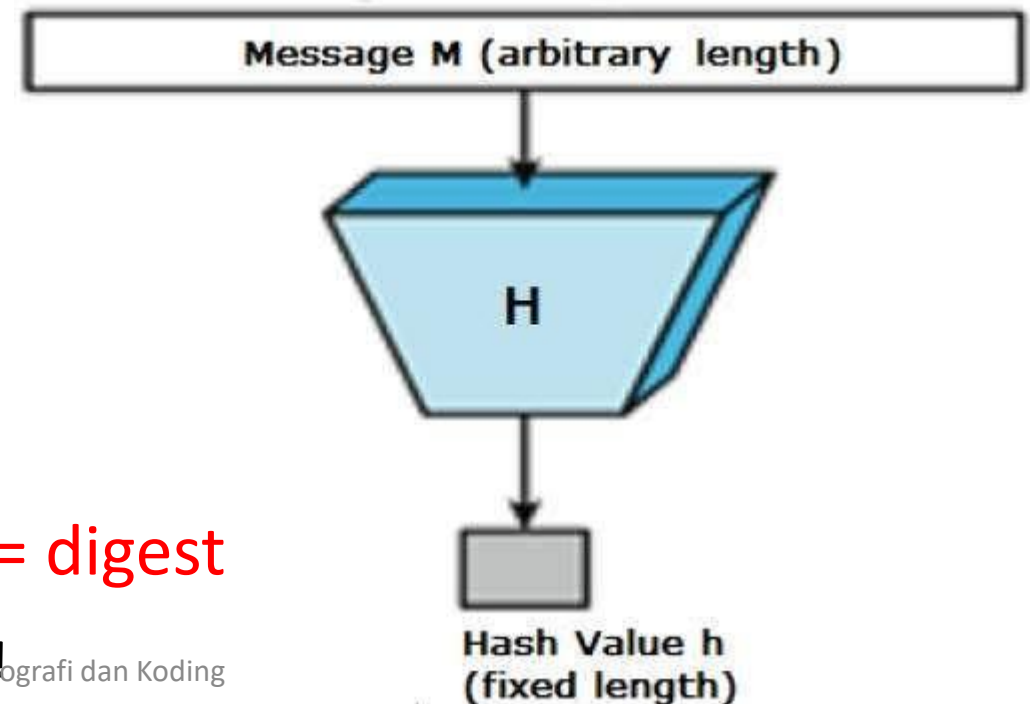 Message M (arbitrary length)
H
= digest
Hash Value h
(fixed length)
ografi dan Koding